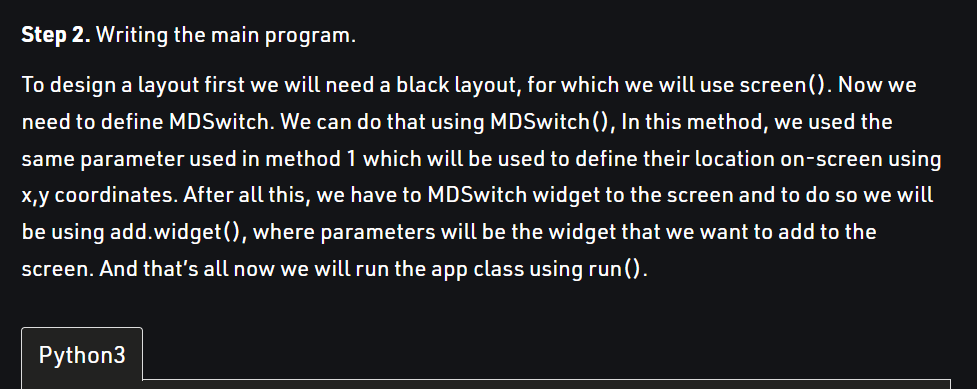 Step 2. Writing the main program.
To design a layout first we will need a black layout, for which we will use screen(). Now we
need to define MDSwitch. We can do that using MDSwitch(), In this method, we used the
same parameter used in method 1 which will be used to define their location on-screen using
x,y coordinates. After all this, we have to MDSwitch widget to the screen and to do so we will
be using add.widget(), where parameters will be the widget that we want to add to the
screen. And that’s all now we will run the app class using run().
Python3